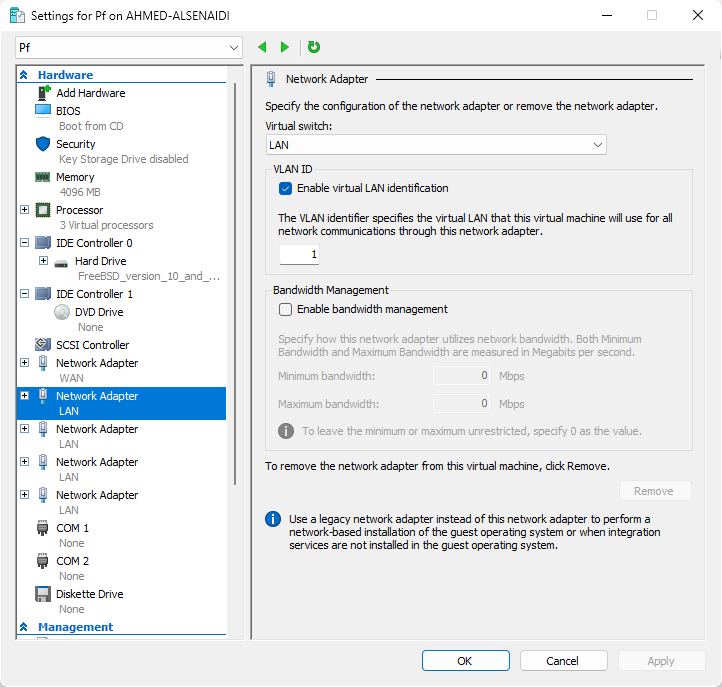 Settings for Pf on AHMED-ALSENAIDI
Pf
Hardware
Add Hardware
BIOS
Boot from CD
Security
Key Storage Drive disabled
Memory
4096 MB
Processor
3 Virtual processors
IDE Controller 0
Hard Drive
FreeBSD_version_10_and_...
IDE Controller 1
DVD Drive
None
SCSI Controller
Network Adapter
WAN
Network Adapter
LAN
Network Adapter
LAN
Network Adapter
LAN
Network Adapter
LAN
COM 1
None
COM 2
None
Diskette Drive
None
Management
Network Adapter
Specify the configuration of the network adapter or remove the network adapter.
Virtual switch:
LAN
VLAN ID
Enable virtual LAN identification
The VLAN identifier specifies the virtual LAN that this virtual machine will use for all
network communications through this network adapter.
1
Bandwidth Management
Enable bandwidth management
Specify how this network adapter utilizes network bandwidth. Both Minimum
Bandwidth and Maximum Bandwidth are measured in Megabits per second.
Minimum bandwidth: 0 Mbps
Maximum bandwidth: 0 Mbps
To leave the minimum or maximum unrestricted, specify 0 as the value.
To remove the network adapter from this virtual machine, click Remove.
Remove
Use a legacy network adapter instead of this network adapter to perform a
network-based installation of the guest operating system or when integration
services are not installed in the guest operating system.
OK Cancel Apply